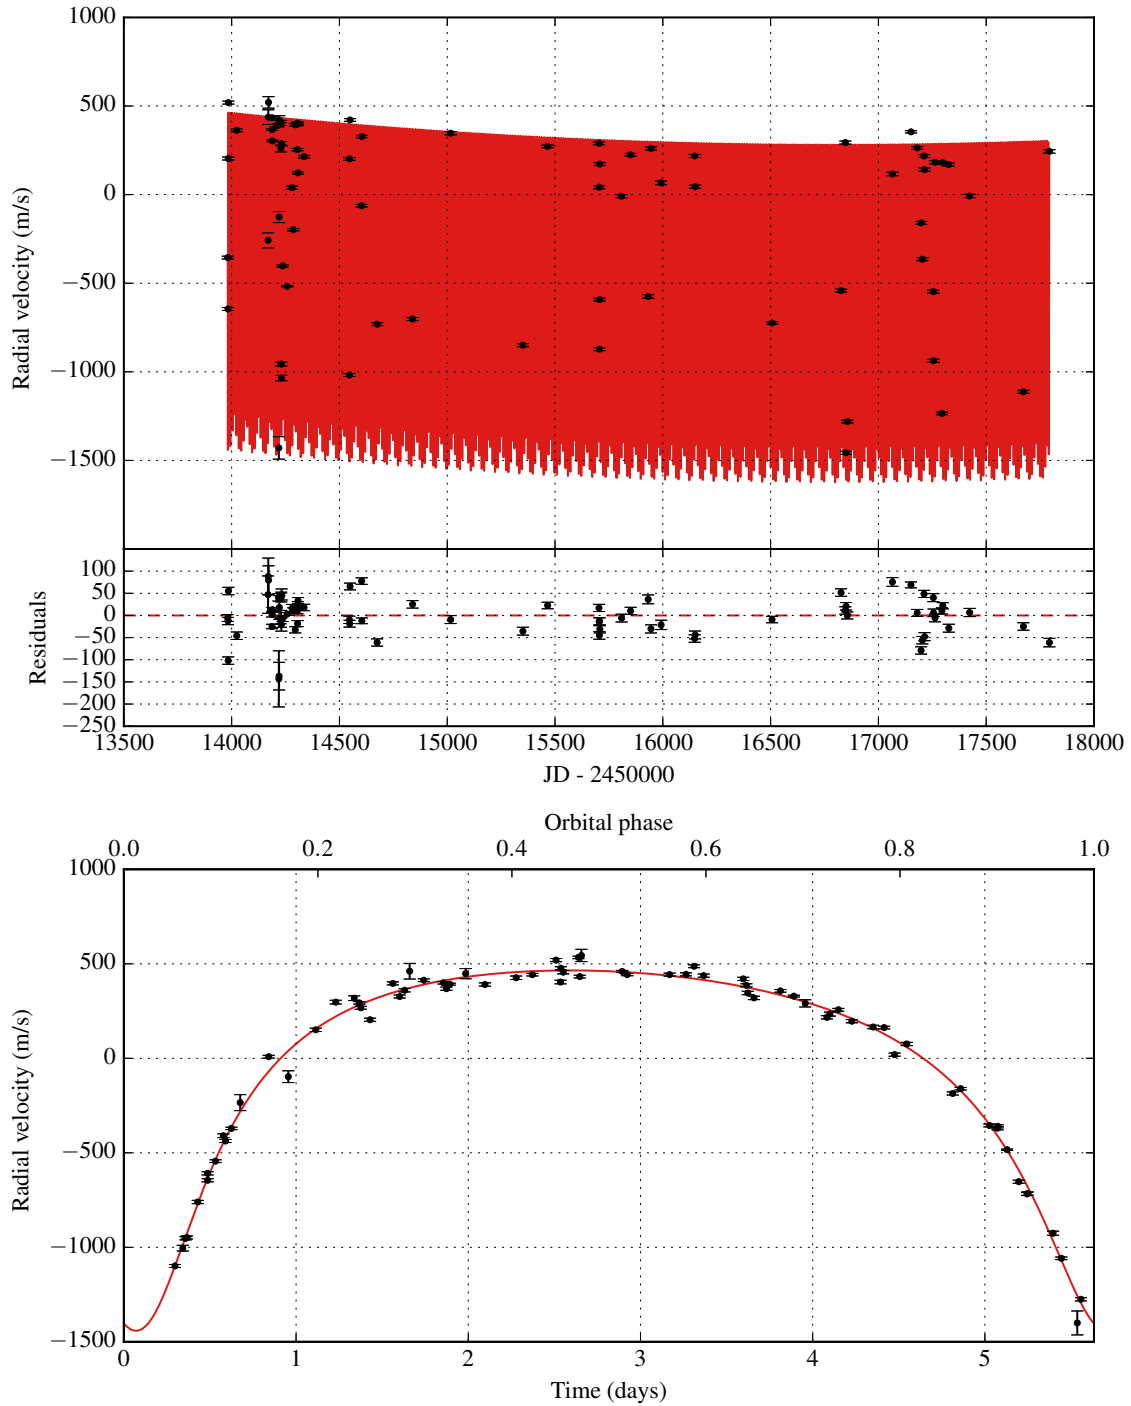 1000
500
0
−500
−1000
−1500
Radial velocity (m/s)
100
50
0
−50
−100
−150
−200
−250
Residuals
13500 14000 14500 15000 15500 16000 16500 17000 17500 18000
JD - 2450000
Orbital phase
0.0 0.2 0.4 0.6 0.8 1.0
1000
500
0
−500
−1000
−1500
Radial velocity (m/s)
0 1 2 3 4 5
Time (days)